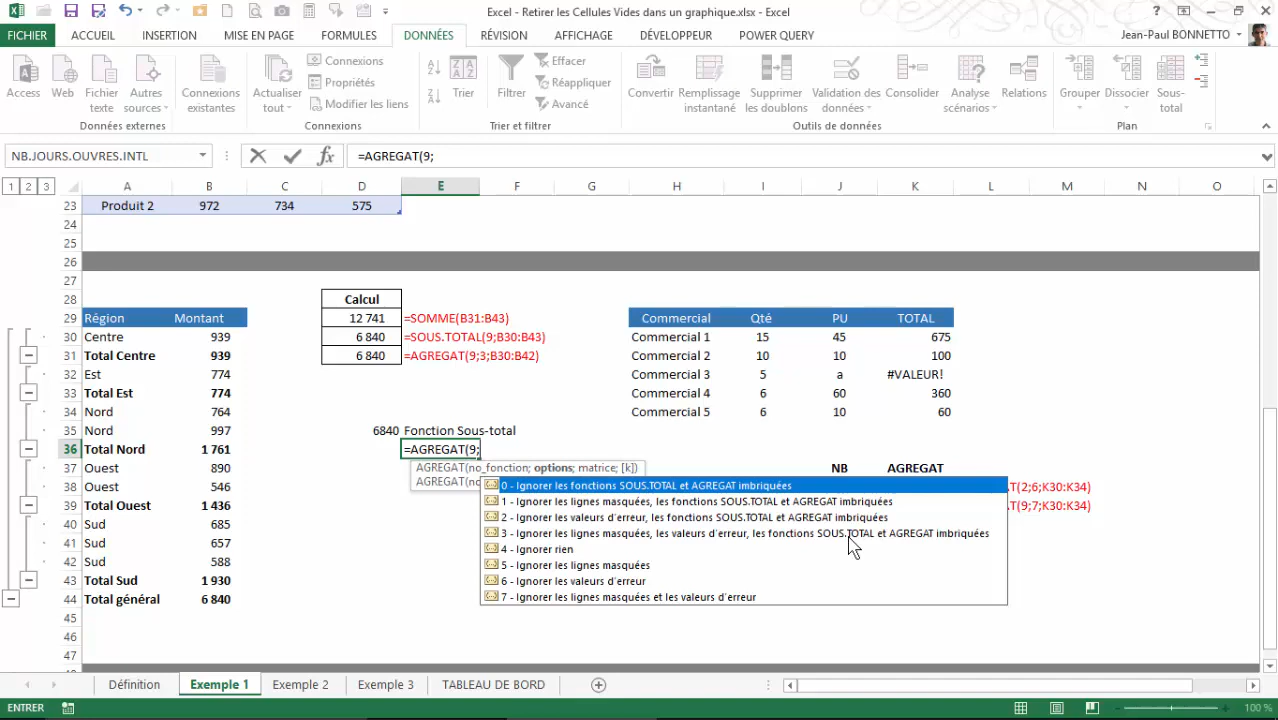 Excel - Retirer les Cellules Vides dans un graphique.xlsx - Excel
FICHIER ACCUEIL INSERTION MISE EN PAGE FORMULES DONNÉES RÉVISION AFFICHAGE DÉVELOPPEUR POWER QUERY Jean-Paul BONNETTO
Access Web Fichier texte Autres sources Connexions existantes Actualiser tout Connexions Propriétés Modifier les liens Trier Filtrer Effacer Réappliquer Avancé Convertir Remplissage instantané Supprimer les doublons Validation des données Consolider Analyse scénarios Relations Grouper Dissocier Sous-total
Données externes Connexions Trier et filtrer Outils de données Plan
NB.JOURS.OUVRES.INTL fx =AGREGAT(9;
1 2 3 A B C D E F G H I J K L M N O
23 Produit 2 972 734 575
24
25
26
27
28 Calcul
29 Région Montant 12 741 =SOMME(B31:B43) Commercial Qté PU TOTAL
30 Centre 939 6 840 =SOUS.TOTAL(9;B30:B43) Commercial 1 15 45 675
31 Total Centre 939 6 840 =AGREGAT(9;3;B30:B42) Commercial 2 10 10 100
32 Est 774 Commercial 3 5 a #VALEUR!
33 Total Est 774 Commercial 4 6 60 360
34 Nord 764 Commercial 5 6 10 60
35 Nord 997 6840 Fonction Sous-total
36 Total Nord 1 761 =AGREGAT(9;
37 Ouest 890 AGREGAT(no_fonction; options; matrice; [k]) NB AGREGAT
AGREGAT(no
38 Ouest 546 0 - Ignorer les fonctions SOUS.TOTAL et AGREGAT imbriquées T(2;6;K30:K34)
1 - Ignorer les lignes masquées, les fonctions SOUS.TOTAL et AGREGAT imbriquées
39 Total Ouest 1 436 T(9;7;K30:K34)
2 - Ignorer les valeurs d'erreur, les fonctions SOUS.TOTAL et AGREGAT imbriquées
40 Sud 685 3 - Ignorer les lignes masquées, les valeurs d'erreur, les fonctions SOUS.TOTAL et AGREGAT imbriquées
41 Sud 657 4 - Ignorer rien
42 Sud 588 5 - Ignorer les lignes masquées
43 Total Sud 1 930 6 - Ignorer les valeurs d'erreur
44 Total général 6 840 7 - Ignorer les lignes masquées et les valeurs d'erreur
45
46
47
Définition Exemple 1 Exemple 2 Exemple 3 TABLEAU DE BORD
ENTRER 100 %